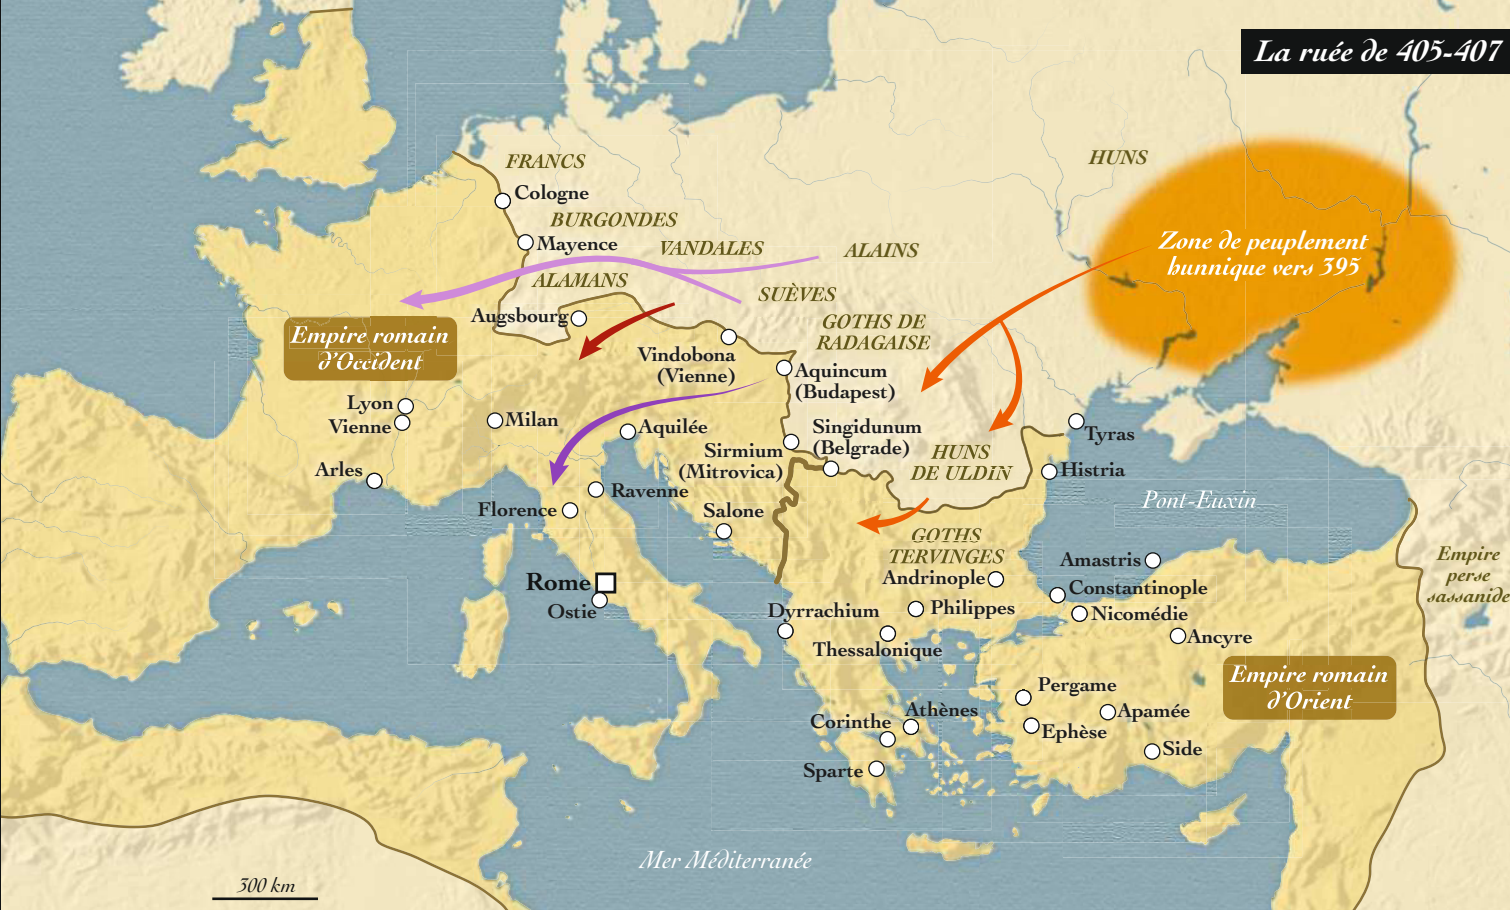 La ruée de 405-407
HUNS
FRANCS
Cologne
BURGONDES
Mayence
VANDALES
ALAINS
Zone de peuplement
hunnique vers 395
ALAMANS
SUÈVES
Augsbourg
GOTHS DE
RADAGAISE
Empire romain
d'Occident
Vindobona
(Vienne)
Aquincum
(Budapest)
Lyon
Vienne
Milan
Aquilée
Singidunum
(Belgrade)
Tyras
Sirmium
(Mitrovica)
HUNS
DE ULDIN
Arles
Histria
Ravenne
Florence
Salone
Pont-Euxin
GOTHS
TERVINGES
Amastris
Empire
perse
sassanide
Rome
Ostie
Andrinople
Constantinople
Dyrrachium
Philippes
Nicomédie
Thessalonique
Ancyre
Empire romain
d'Orient
Pergame
Athènes
Apamée
Corinthe
Ephèse
Side
Sparte
Mer Méditerranée
300 km